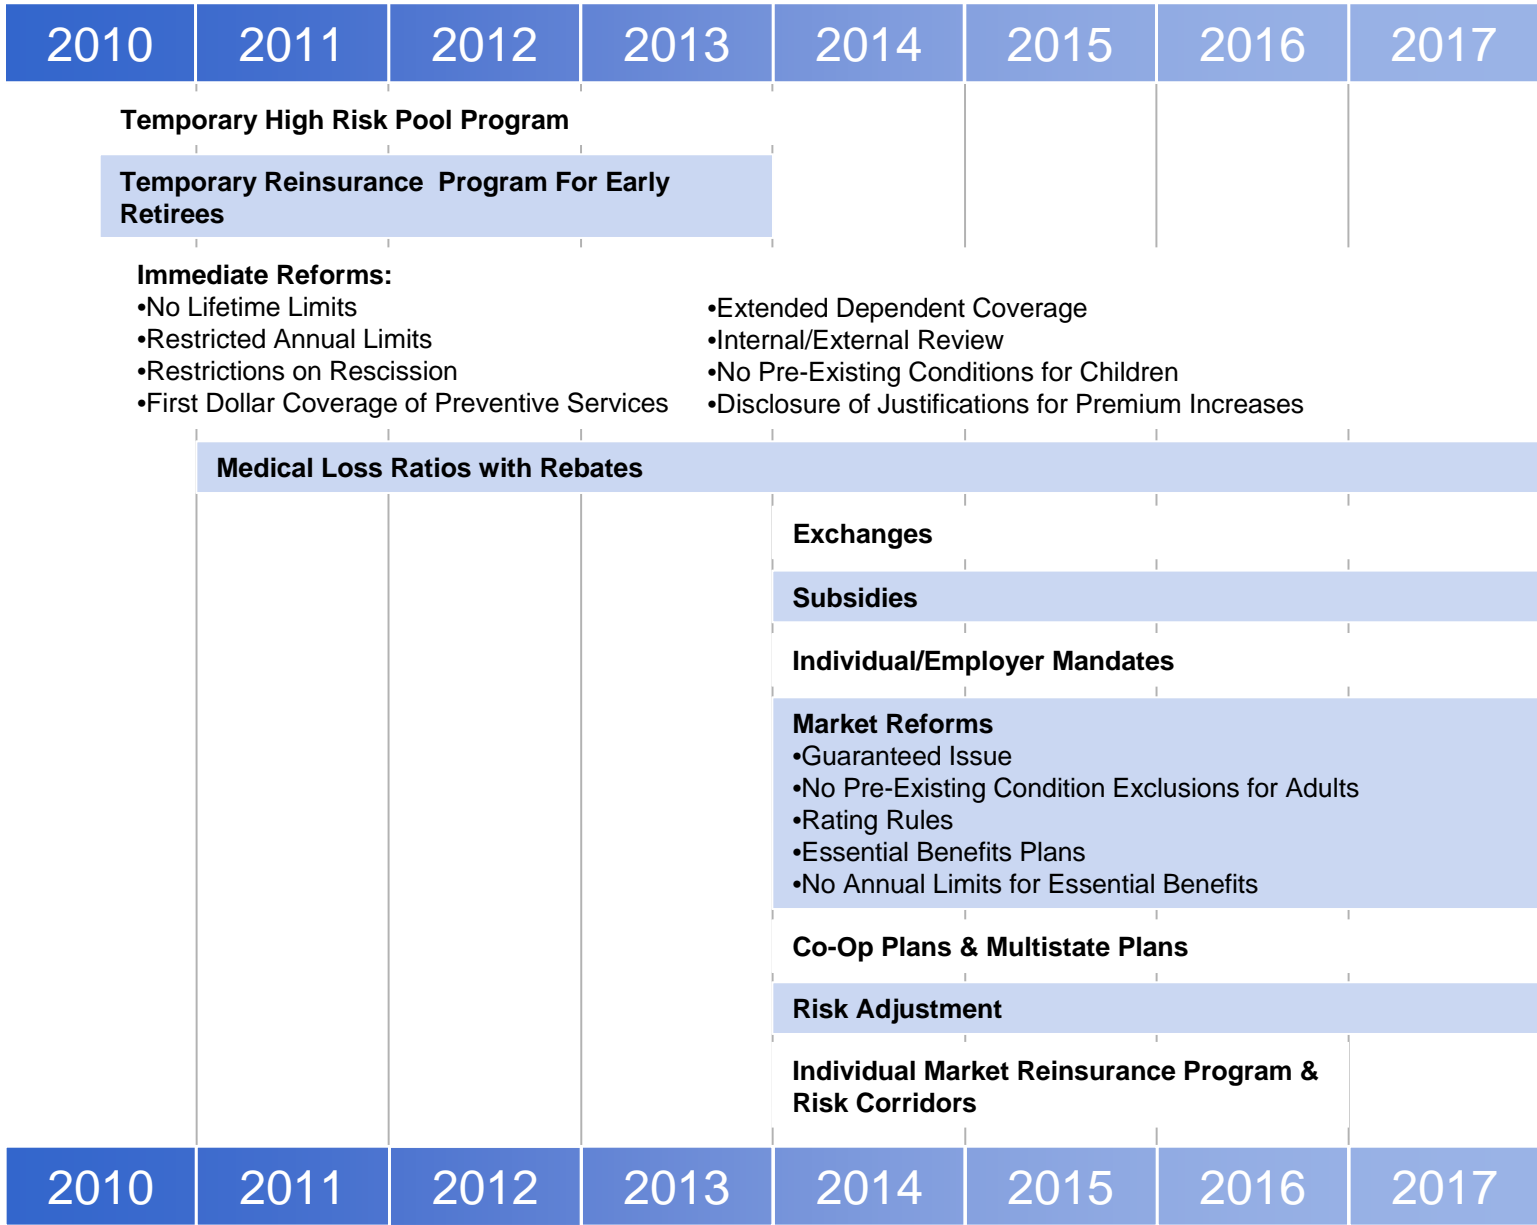 2010 2011 2012 2013 2014 2015 2016 2017
Temporary High Risk Pool Program
Temporary Reinsurance Program For Early
Retirees
Immediate Reforms:
•No Lifetime Limits
•Restricted Annual Limits
•Restrictions on Rescission
•First Dollar Coverage of Preventive Services
•Extended Dependent Coverage
•Internal/External Review
•No Pre-Existing Conditions for Children
•Disclosure of Justifications for Premium Increases
Medical Loss Ratios with Rebates
Exchanges
Subsidies
Individual/Employer Mandates
Market Reforms
•Guaranteed Issue
•No Pre-Existing Condition Exclusions for Adults
•Rating Rules
•Essential Benefits Plans
•No Annual Limits for Essential Benefits
Co-Op Plans & Multistate Plans
Risk Adjustment
Individual Market Reinsurance Program &
Risk Corridors
2010 2011 2012 2013 2014 2015 2016 2017